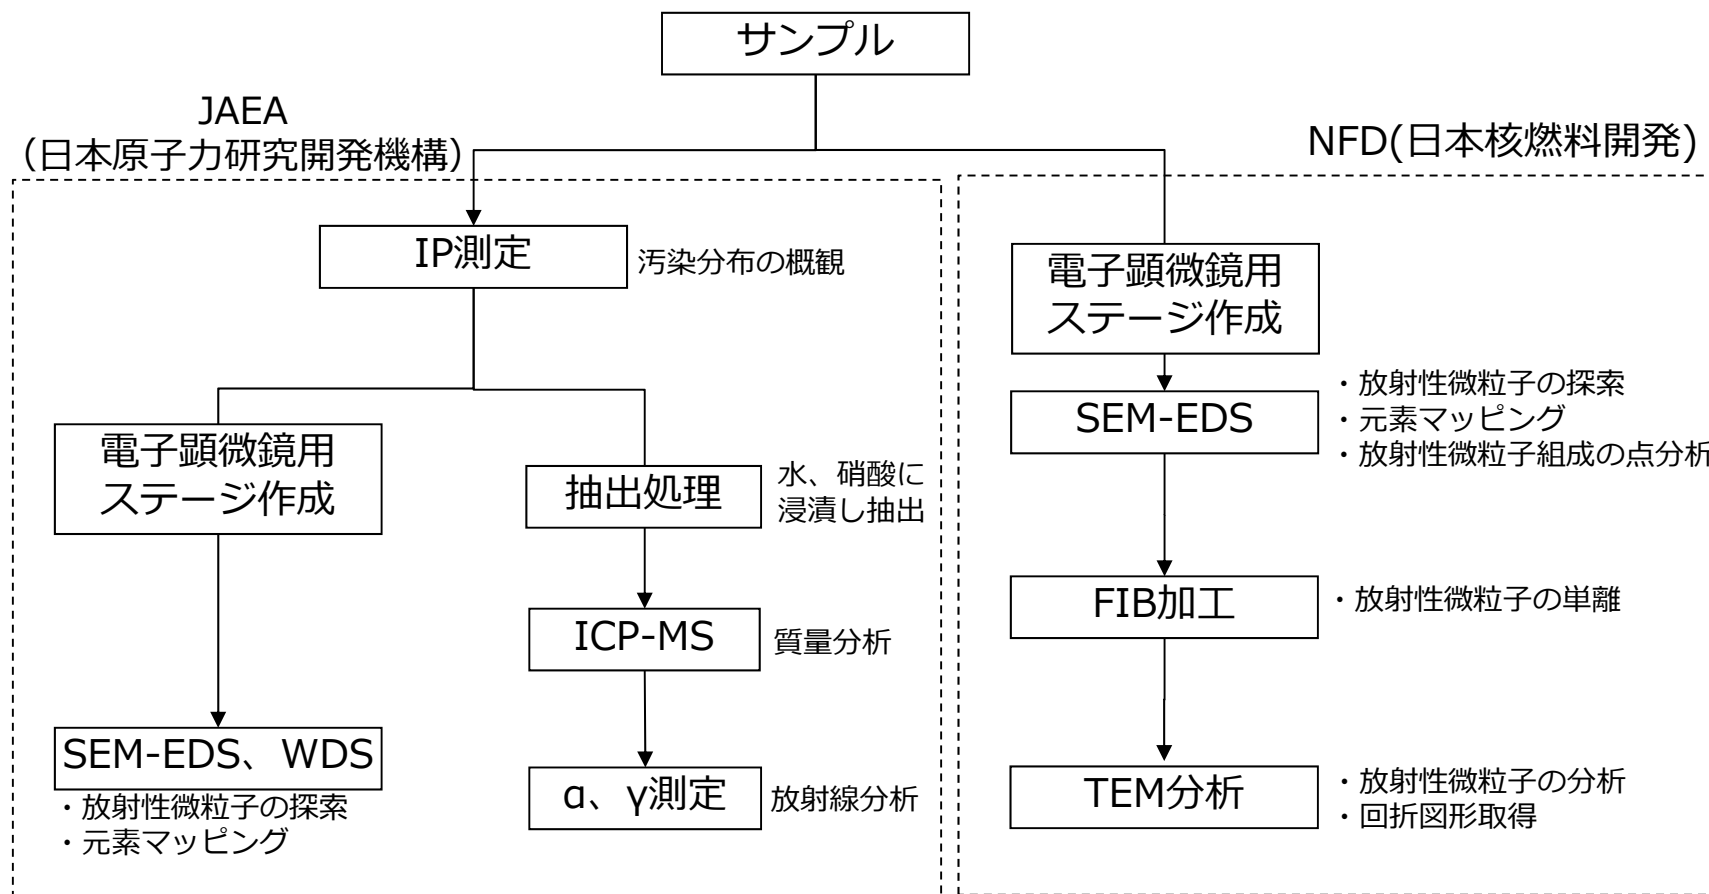 サンプル
JAEA
（日本原子力研究開発機構）
IP測定
汚染分布の概観
電子顕微鏡用
ステージ作成
SEM-EDS、WDS
・放射性微粒子の探索
・元素マッピング
抽出処理
水、硝酸に
浸漬し抽出
ICP-MS
質量分析
α、γ測定
放射線分析
NFD(日本核燃料開発)
電子顕微鏡用
ステージ作成
SEM-EDS
・放射性微粒子の探索
・元素マッピング
・放射性微粒子組成の点分析
FIB加工
・放射性微粒子の単離
TEM分析
・放射性微粒子の分析
・回折図形取得